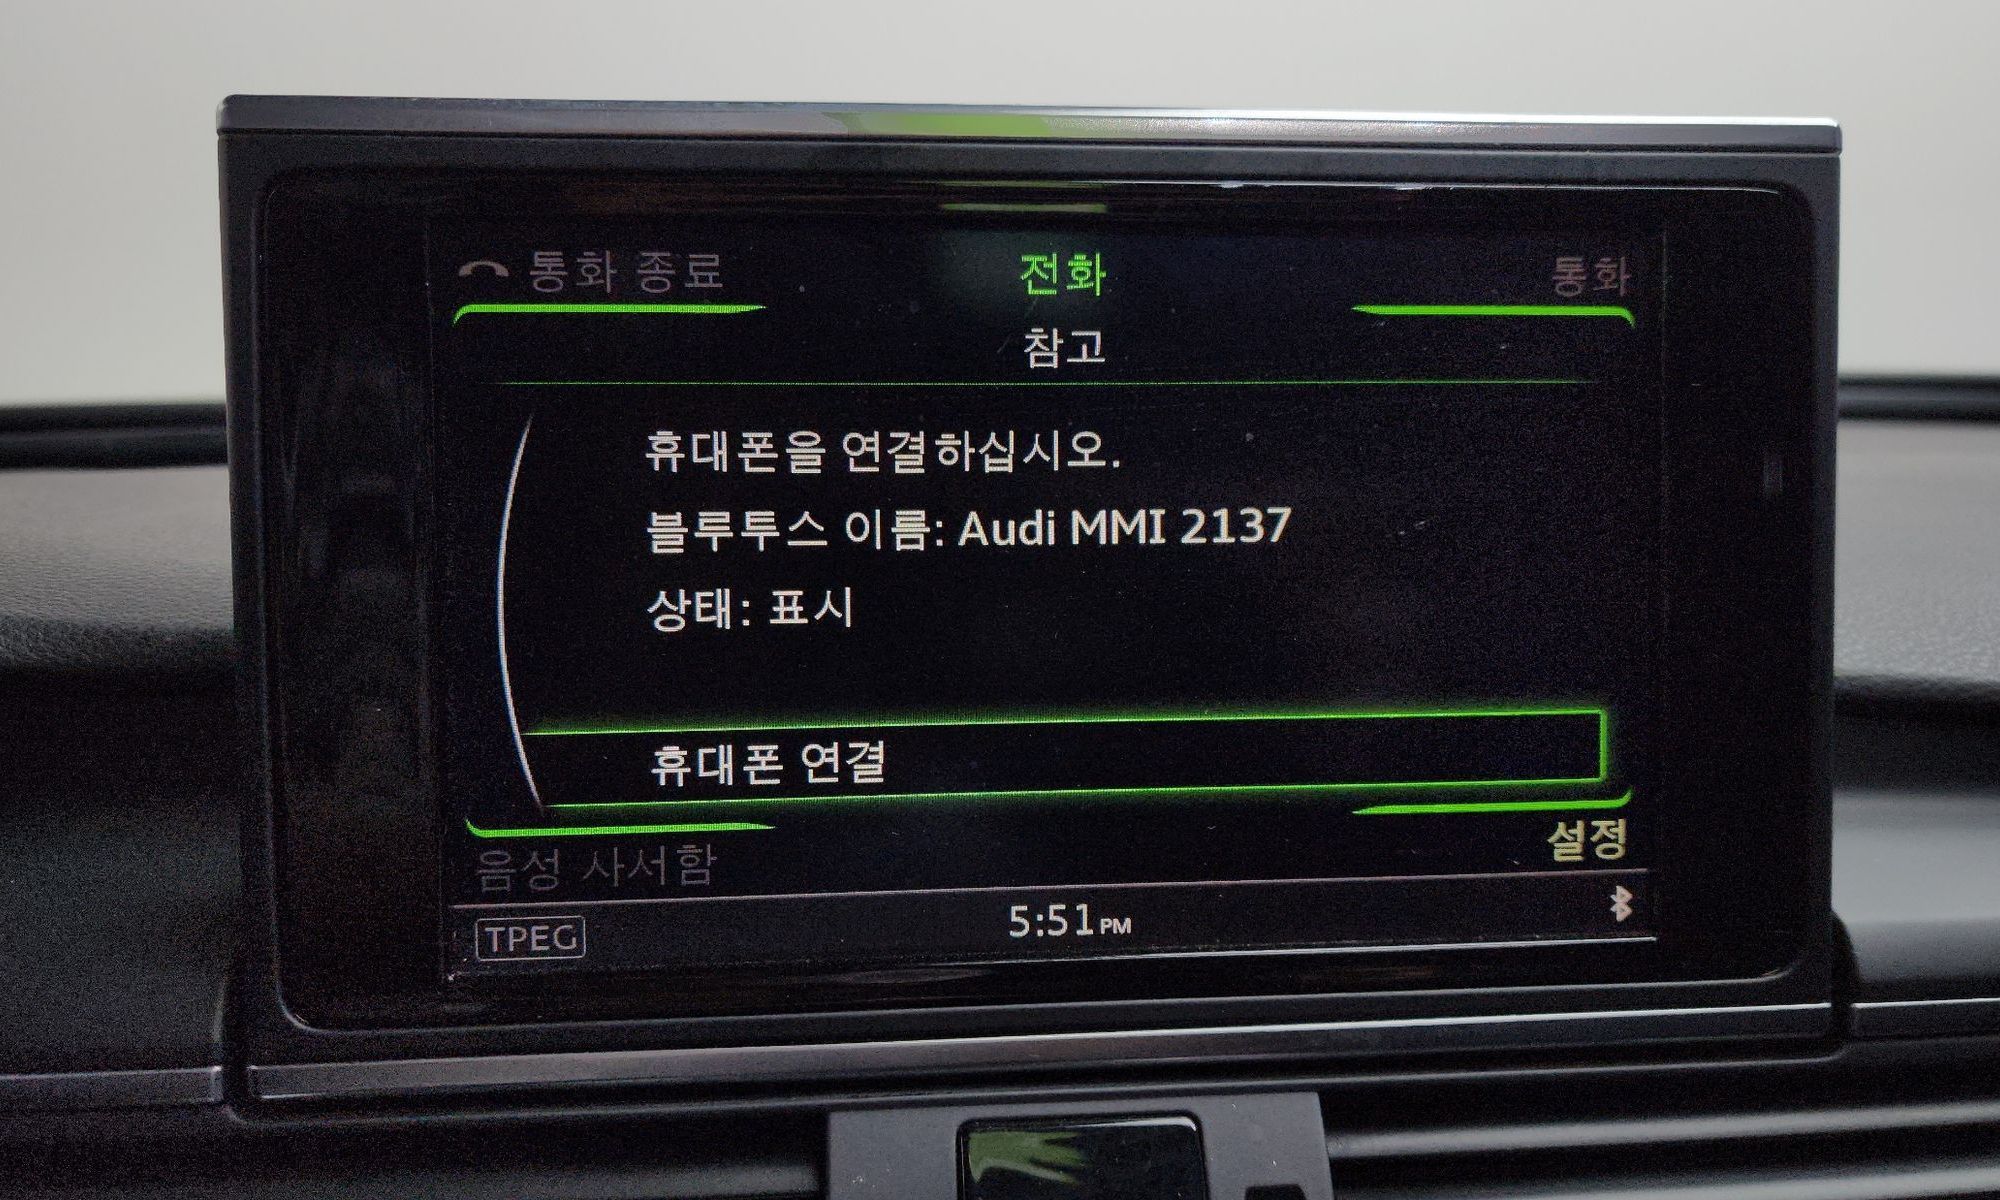 통화 종료
전화
통화
참고
휴대폰을 연결하십시오.
블루투스 이름: Audi MMI 2137
상태: 표시
휴대폰 연결
음성 사서함
설정
TPEG
5:51 PM